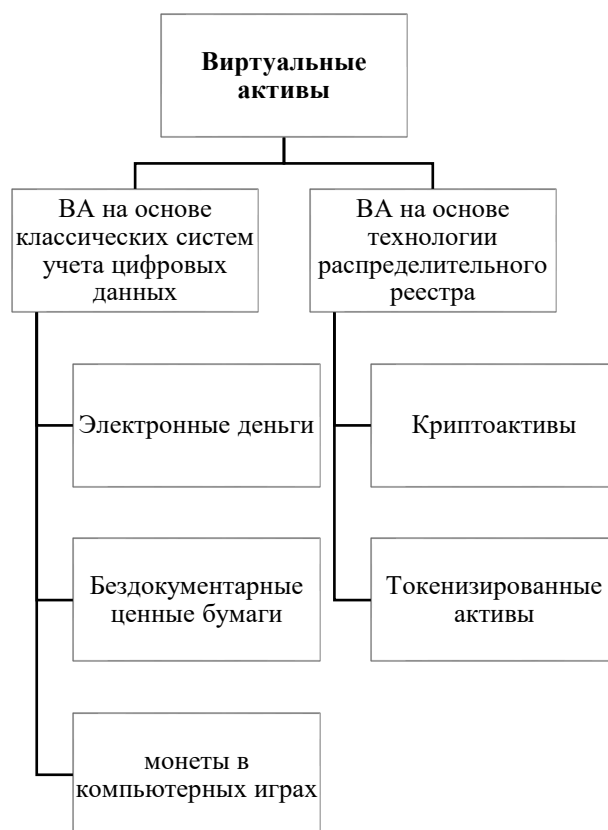 Виртуальные
активы
ВА на основе
классических систем
учета цифровых
данных
ВА на основе
технологии
распределительного
реестра
Электронные деньги
Криптоактивы
Бездокументарные
ценные бумаги
Токенизированные
активы
монеты в
компьютерных играх